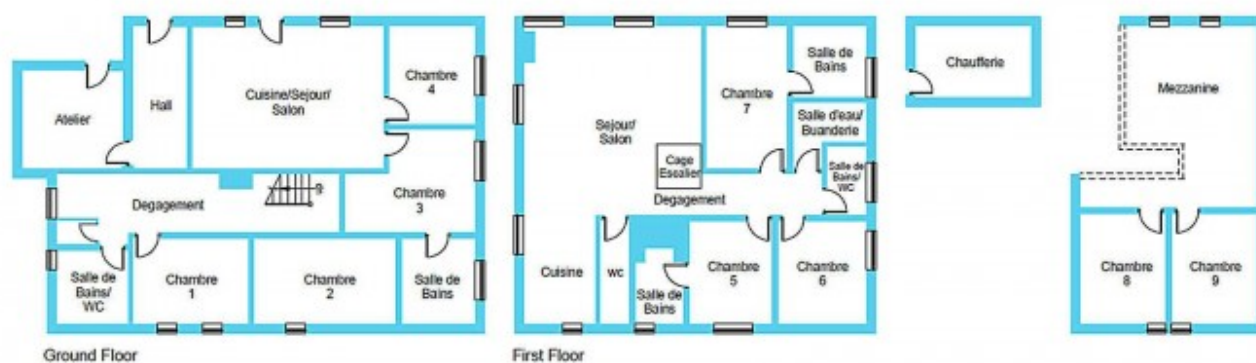 Atelier
Hall
Cuisine/Sejour/
Salon
Chambre
4
Chambre
3
Degagement
Salle de
Bains/
WC
Chambre
1
Chambre
2
Salle de
Bains
Ground Floor
Sejour/
Salon
Chambre
7
Salle de
Bains
Salle d'eau/
Buanderie
Cage
Escalier
Salle de
Bains/
WC
Degagement
Cuisine
WC
Salle de
Bains
Chambre
5
Chambre
6
First Floor
Chaufferie
Mezzanine
Chambre
8
Chambre
9